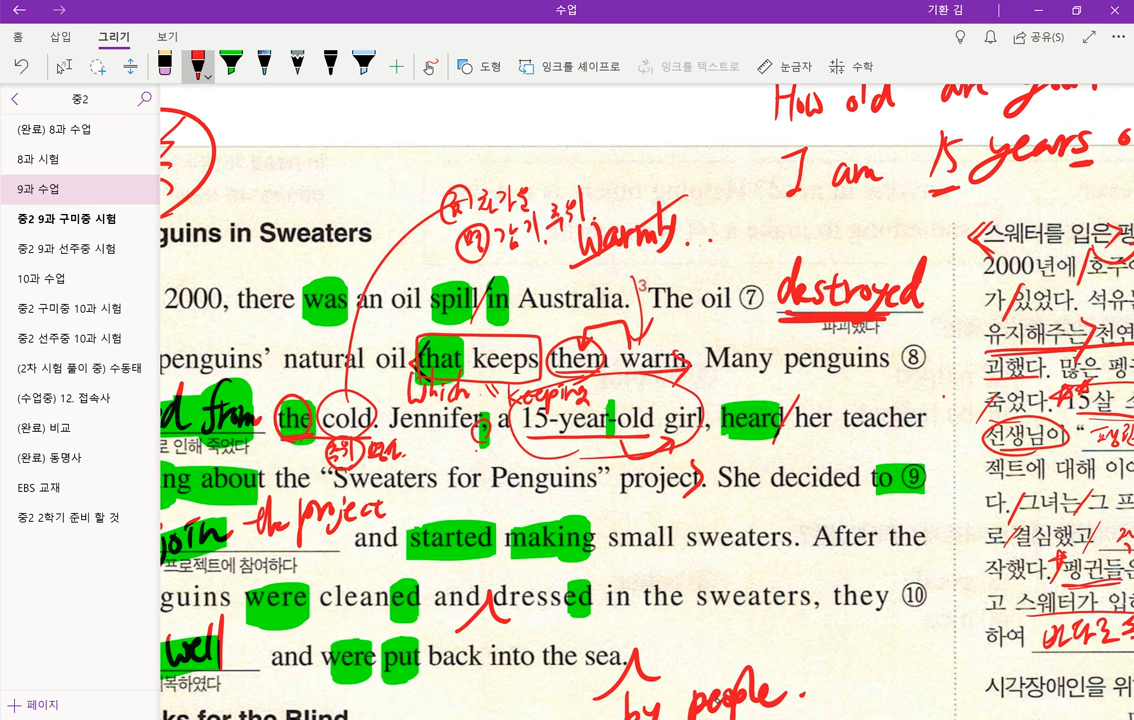 수업
기환 김
홈 삽입 그리기 보기
공유(S)
도형 잉크를 셰이프로 잉크를 텍스트로 눈금자 수학
중2
(완료) 8과 수업
8과 시험
9과 수업
중2 9과 구미중 시험
중2 9과 선주중 시험
10과 수업
중2 구미중 10과 시험
중2 선주중 10과 시험
(2차 시험 풀이 중) 수동태
(수업중) 12. 접속사
(완료) 비교
(완료) 동명사
EBS 교재
중2 2학기 준비 할 것
페이지
How old
I am 15 years
Warmly...
guins in Sweaters
2000, there was an oil spill in Australia. 3 The oil ⑦ destroyed
파괴했다
penguins' natural oil that keeps them warm. Many penguins ⑧
which keeping
d from the cold. Jennifer, a 15-year-old girl, heard her teacher
로 인해 죽었다
ng about the “Sweaters for Penguins” project. She decided to ⑨
join the project and started making small sweaters. After the
프로젝트에 참여하다
guins were cleaned and dressed in the sweaters, they ⑩
well and were put back into the sea.
목하였다
by people.
ks for the Blind
스웨터를 입은 펭
2000년에 호주에
가 있었다. 석유는
유지해주는 천연
괴했다. 많은 펭
죽었다. 15살 소
선생님이 “
젝트에 대해 이야
다. 그녀는 그 프
로 결심했고
작했다. 펭귄들은
고 스웨터가 입혀
하여 바다로
시각장애인을 위